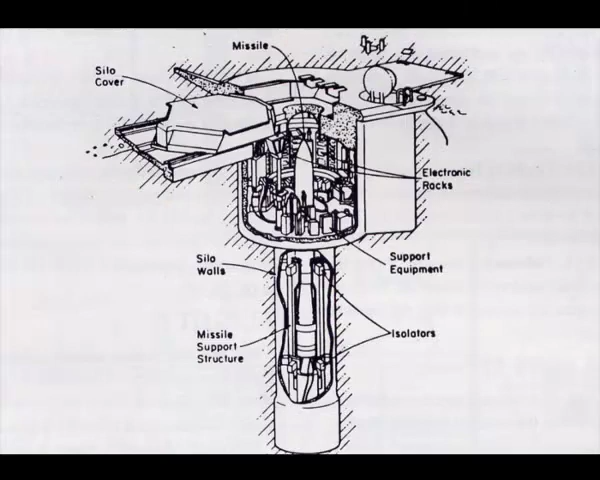 Missile
Silo
Cover
Electronic
Racks
Silo
Walls
Support
Equipment
Missile
Support
Structure
Isolators